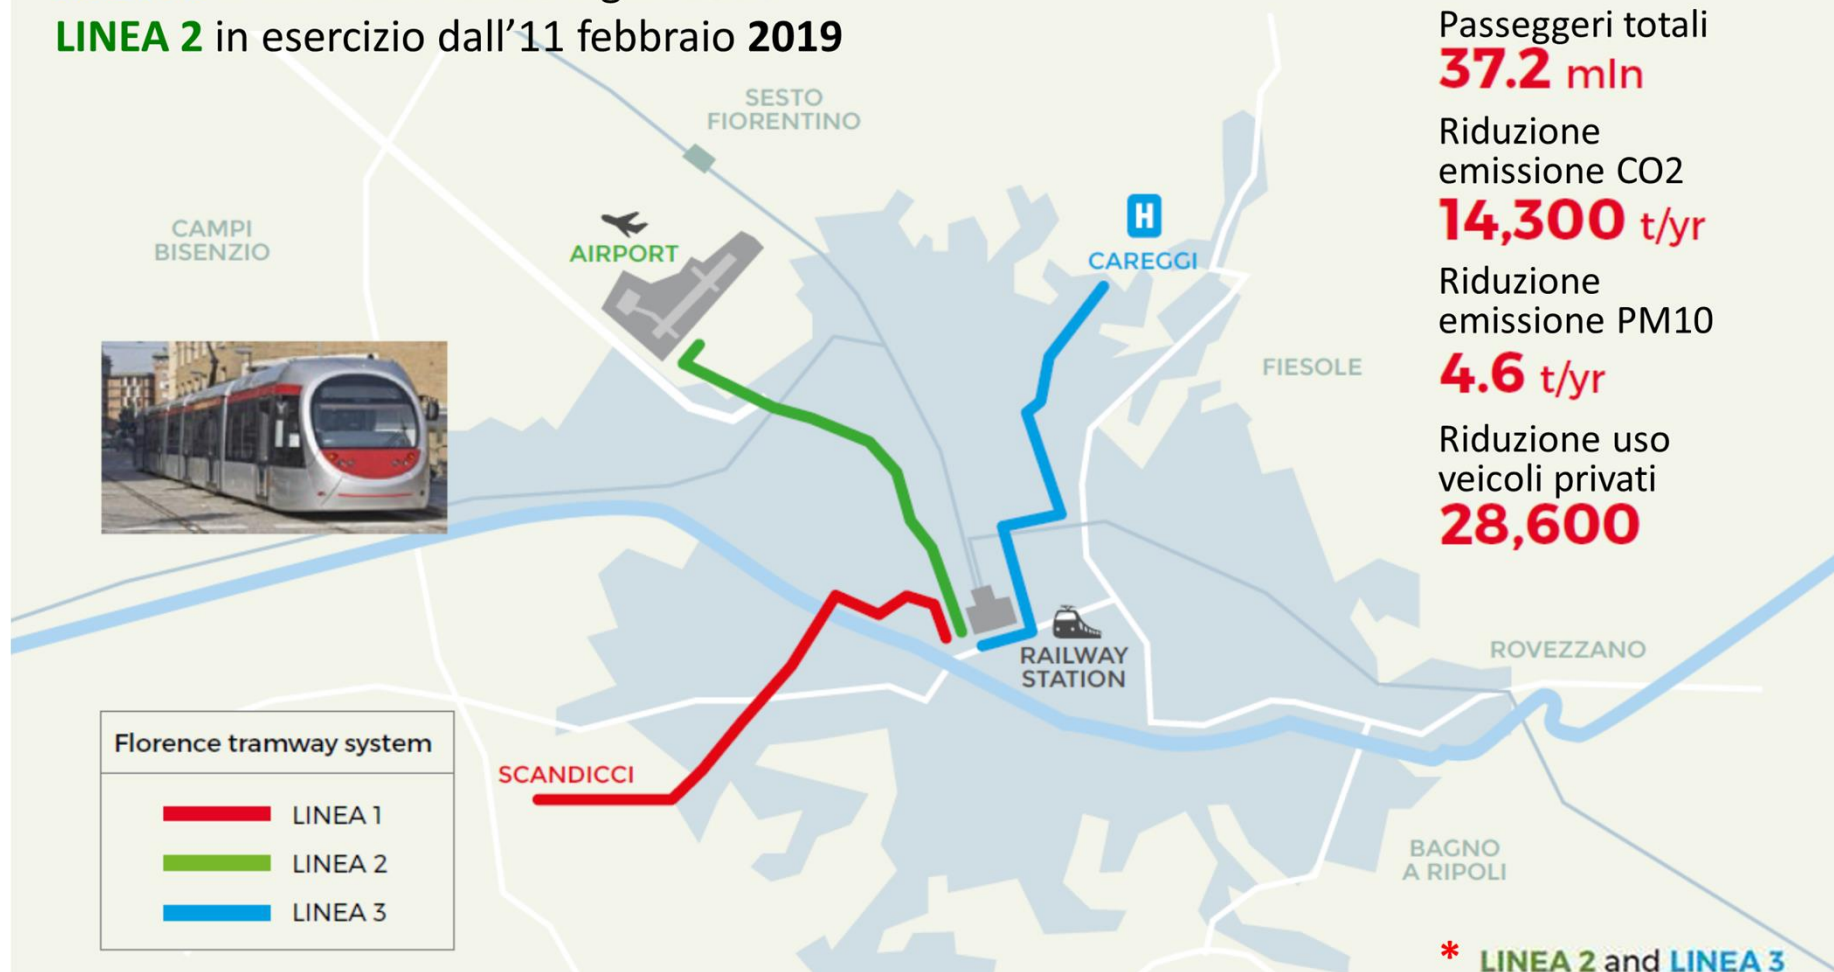 LINEA 2 in esercizio dall’11 febbraio 2019
Passeggeri totali
37.2 mln
Riduzione
emissione CO2
14,300 t/yr
Riduzione
emissione PM10
4.6 t/yr
Riduzione uso
veicoli privati
28,600
SESTO
FIORENTINO
CAMPI
BISENZIO
AIRPORT
H
CAREGGI
FIESOLE
RAILWAY
STATION
ROVEZZANO
SCANDICCI
BAGNO
A RIPOLI
Florence tramway system
LINEA 1
LINEA 2
LINEA 3
* LINEA 2 and LINEA 3